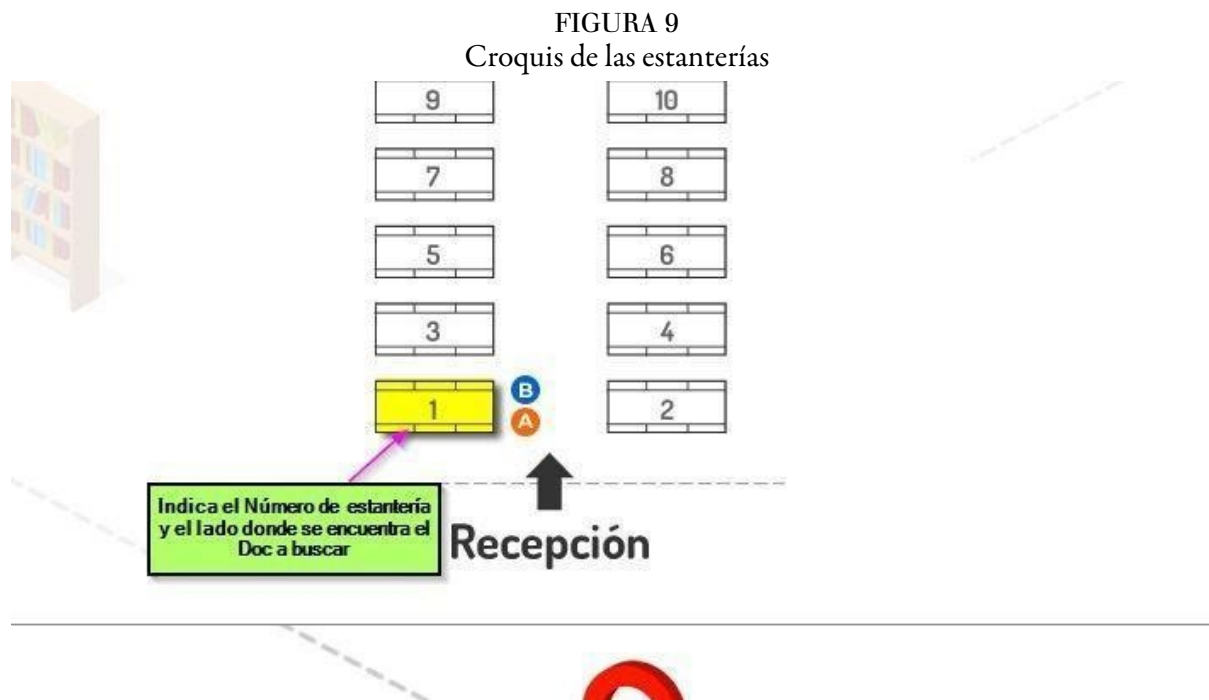 FIGURA 9
Croquis de las estanterías
9 10
7 8
5 6
3 4
B
1 2
A
Indica el Número de estantería
y el lado donde se encuentra el
Doc a buscar
Recepción